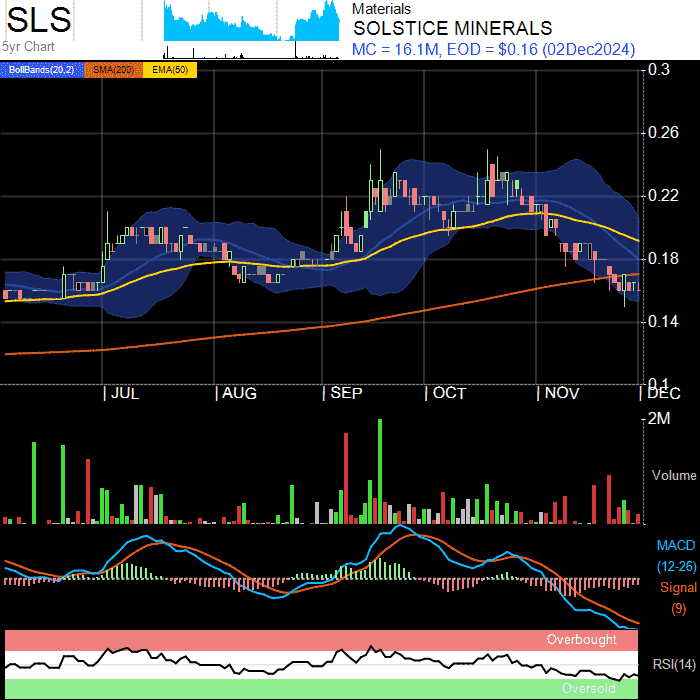 SLS
5yr Chart
Materials
SOLSTICE MINERALS
MC = 16.1M, EOD = $0.16 (02Dec2024)
BollBands(20,2) SMA(200) EMA(50)
0.3
0.26
0.22
0.18
0.14
0.1
JUL AUG SEP OCT NOV DEC
2M
Volume
MACD
(12-26)
Signal
(9)
Overbought
RSI(14)
Oversold